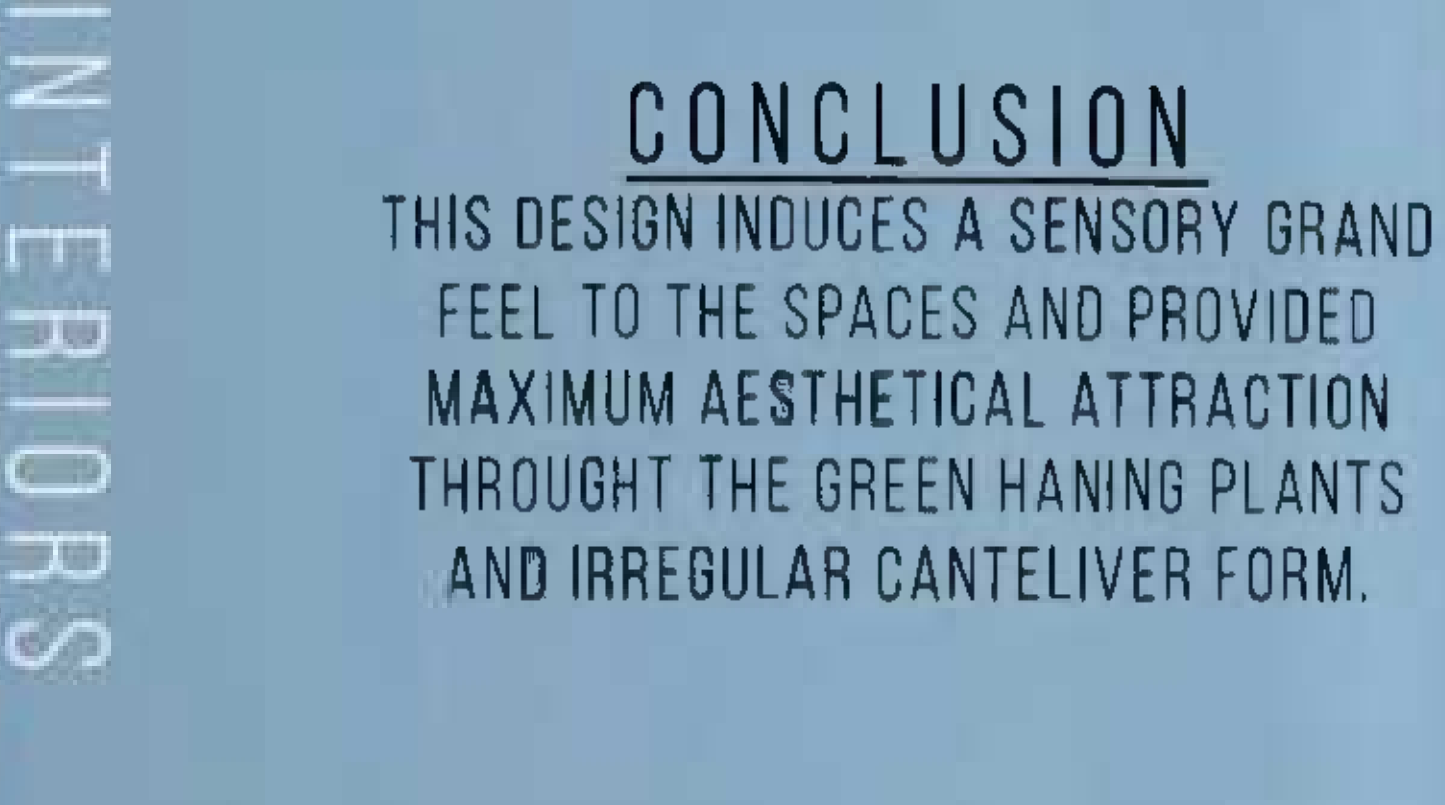 INTERIORS
CONCLUSION
THIS DESIGN INDUCES A SENSORY GRAND
FEEL TO THE SPACES AND PROVIDED
MAXIMUM AESTHETICAL ATTRACTION
THROUGHT THE GREEN HANING PLANTS
AND IRREGULAR CANTELIVER FORM.